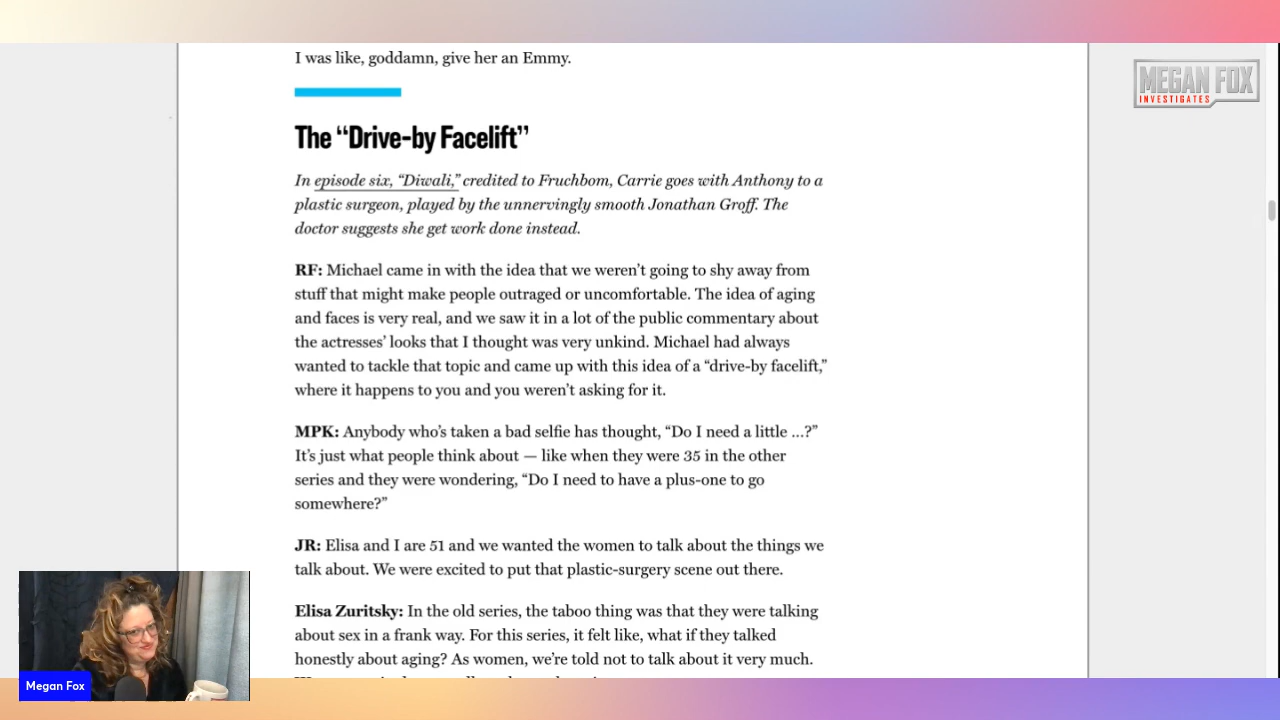 I was like, goddamn, give her an Emmy.
MEGAN FOX
INVESTIGATES
The “Drive-by Facelift”
In episode six, “Diwali,” credited to Fruchbom, Carrie goes with Anthony to a
plastic surgeon, played by the unnervingly smooth Jonathan Groff. The
doctor suggests she get work done instead.
RF: Michael came in with the idea that we weren’t going to shy away from
stuff that might make people outraged or uncomfortable. The idea of aging
and faces is very real, and we saw it in a lot of the public commentary about
the actresses’ looks that I thought was very unkind. Michael had always
wanted to tackle that topic and came up with this idea of a “drive-by facelift,”
where it happens to you and you weren’t asking for it.
MPK: Anybody who’s taken a bad selfie has thought, “Do I need a little …?”
It’s just what people think about — like when they were 35 in the other
series and they were wondering, “Do I need to have a plus-one to go
somewhere?”
JR: Elisa and I are 51 and we wanted the women to talk about the things we
talk about. We were excited to put that plastic-surgery scene out there.
Elisa Zuritsky: In the old series, the taboo thing was that they were talking
about sex in a frank way. For this series, it felt like, what if they talked
honestly about aging? As women, we’re told not to talk about it very much.
Megan Fox